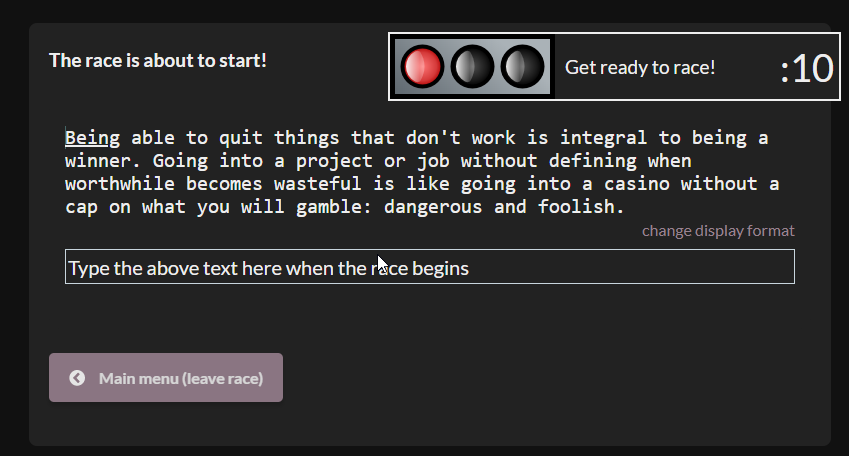 The race is about to start!
Get ready to race!
:10
Being able to quit things that don't work is integral to being a
winner. Going into a project or job without defining when
worthwhile becomes wasteful is like going into a casino without a
cap on what you will gamble: dangerous and foolish.
change display format
Type the above text here when the race begins
Main menu (leave race)